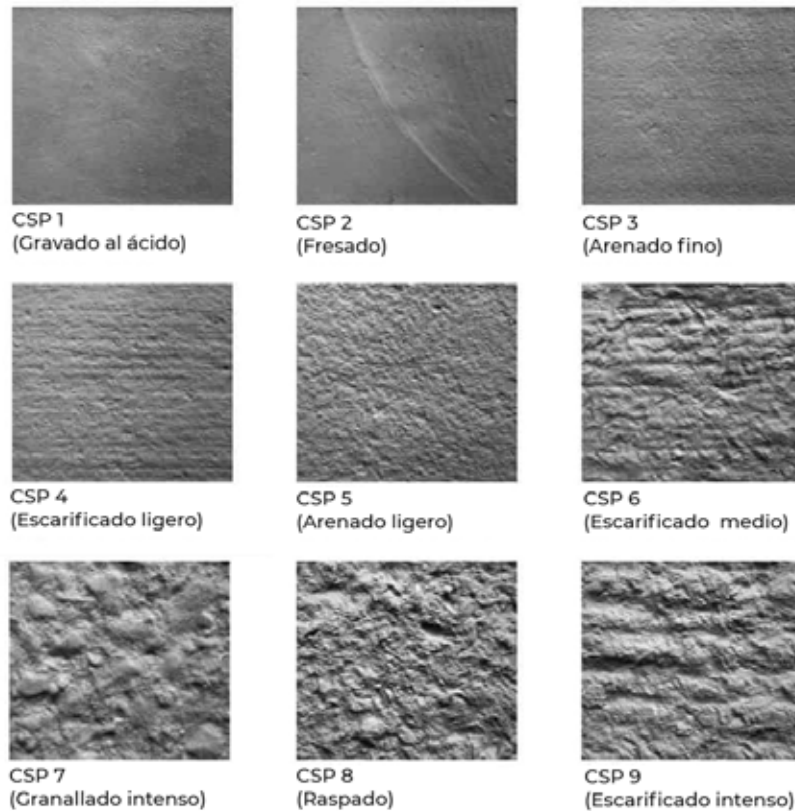 CSP 1
(Gravado al ácido)
CSP 2
(Fresado)
CSP 3
(Arenado fino)
CSP 4
(Escarificado ligero)
CSP 5
(Arenado ligero)
CSP 6
(Escarificado medio)
CSP 7
(Granallado intenso)
CSP 8
(Raspado)
CSP 9
(Escarificado intenso)